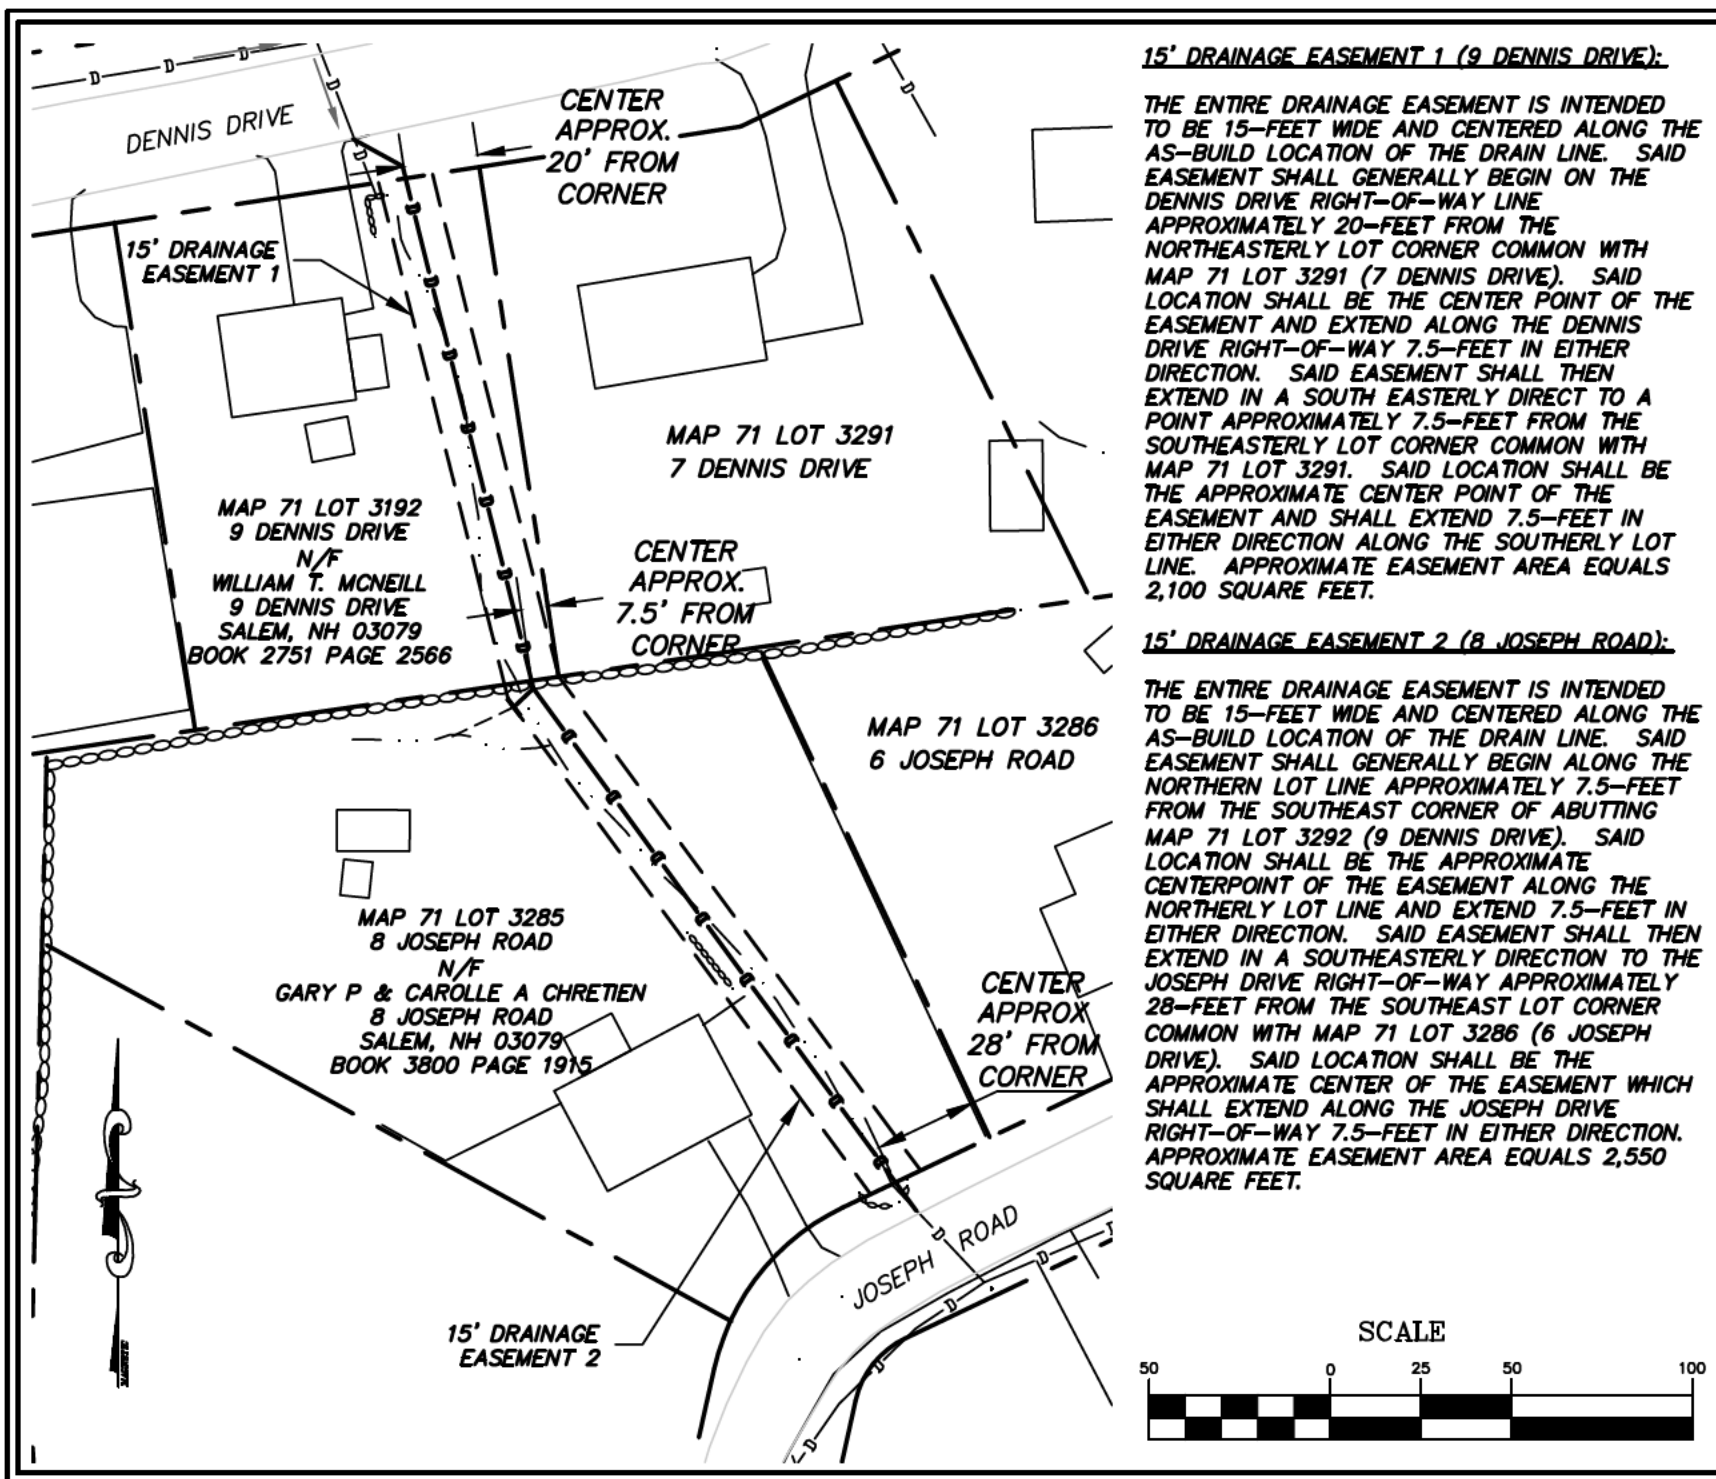 DENNIS DRIVE
CENTER
APPROX.
20' FROM
CORNER
15' DRAINAGE
EASEMENT 1
MAP 71 LOT 3291
7 DENNIS DRIVE
MAP 71 LOT 3192
9 DENNIS DRIVE
N/F
WILLIAM T. MCNEILL
9 DENNIS DRIVE
SALEM, NH 03079
BOOK 2751 PAGE 2566
CENTER
APPROX.
7.5' FROM
CORNER
MAP 71 LOT 3286
6 JOSEPH ROAD
MAP 71 LOT 3285
8 JOSEPH ROAD
N/F
GARY P & CAROLLE A CHRETIEN
8 JOSEPH ROAD
SALEM, NH 03079
BOOK 3800 PAGE 1915
CENTER
APPROX
28' FROM
CORNER
JOSEPH ROAD
15' DRAINAGE
EASEMENT 2
15' DRAINAGE EASEMENT 1 (9 DENNIS DRIVE):
THE ENTIRE DRAINAGE EASEMENT IS INTENDED
TO BE 15-FEET WIDE AND CENTERED ALONG THE
AS-BUILD LOCATION OF THE DRAIN LINE. SAID
EASEMENT SHALL GENERALLY BEGIN ON THE
DENNIS DRIVE RIGHT-OF-WAY LINE
APPROXIMATELY 20-FEET FROM THE
NORTHEASTERLY LOT CORNER COMMON WITH
MAP 71 LOT 3291 (7 DENNIS DRIVE). SAID
LOCATION SHALL BE THE CENTER POINT OF THE
EASEMENT AND EXTEND ALONG THE DENNIS
DRIVE RIGHT-OF-WAY 7.5-FEET IN EITHER
DIRECTION. SAID EASEMENT SHALL THEN
EXTEND IN A SOUTH EASTERLY DIRECT TO A
POINT APPROXIMATELY 7.5-FEET FROM THE
SOUTHEASTERLY LOT CORNER COMMON WITH
MAP 71 LOT 3291. SAID LOCATION SHALL BE
THE APPROXIMATE CENTER POINT OF THE
EASEMENT AND SHALL EXTEND 7.5-FEET IN
EITHER DIRECTION ALONG THE SOUTHERLY LOT
LINE. APPROXIMATE EASEMENT AREA EQUALS
2,100 SQUARE FEET.
15' DRAINAGE EASEMENT 2 (8 JOSEPH ROAD):
THE ENTIRE DRAINAGE EASEMENT IS INTENDED
TO BE 15-FEET WIDE AND CENTERED ALONG THE
AS-BUILD LOCATION OF THE DRAIN LINE. SAID
EASEMENT SHALL GENERALLY BEGIN ALONG THE
NORTHERN LOT LINE APPROXIMATELY 7.5-FEET
FROM THE SOUTHEAST CORNER OF ABUTTING
MAP 71 LOT 3292 (9 DENNIS DRIVE). SAID
LOCATION SHALL BE THE APPROXIMATE
CENTERPOINT OF THE EASEMENT ALONG THE
NORTHERLY LOT LINE AND EXTEND 7.5-FEET IN
EITHER DIRECTION. SAID EASEMENT SHALL THEN
EXTEND IN A SOUTHEASTERLY DIRECTION TO THE
JOSEPH DRIVE RIGHT-OF-WAY APPROXIMATELY
28-FEET FROM THE SOUTHEAST LOT CORNER
COMMON WITH MAP 71 LOT 3286 (6 JOSEPH
DRIVE). SAID LOCATION SHALL BE THE
APPROXIMATE CENTER OF THE EASEMENT WHICH
SHALL EXTEND ALONG THE JOSEPH DRIVE
RIGHT-OF-WAY 7.5-FEET IN EITHER DIRECTION.
APPROXIMATE EASEMENT AREA EQUALS 2,550
SQUARE FEET.
SCALE
50 0 25 50 100